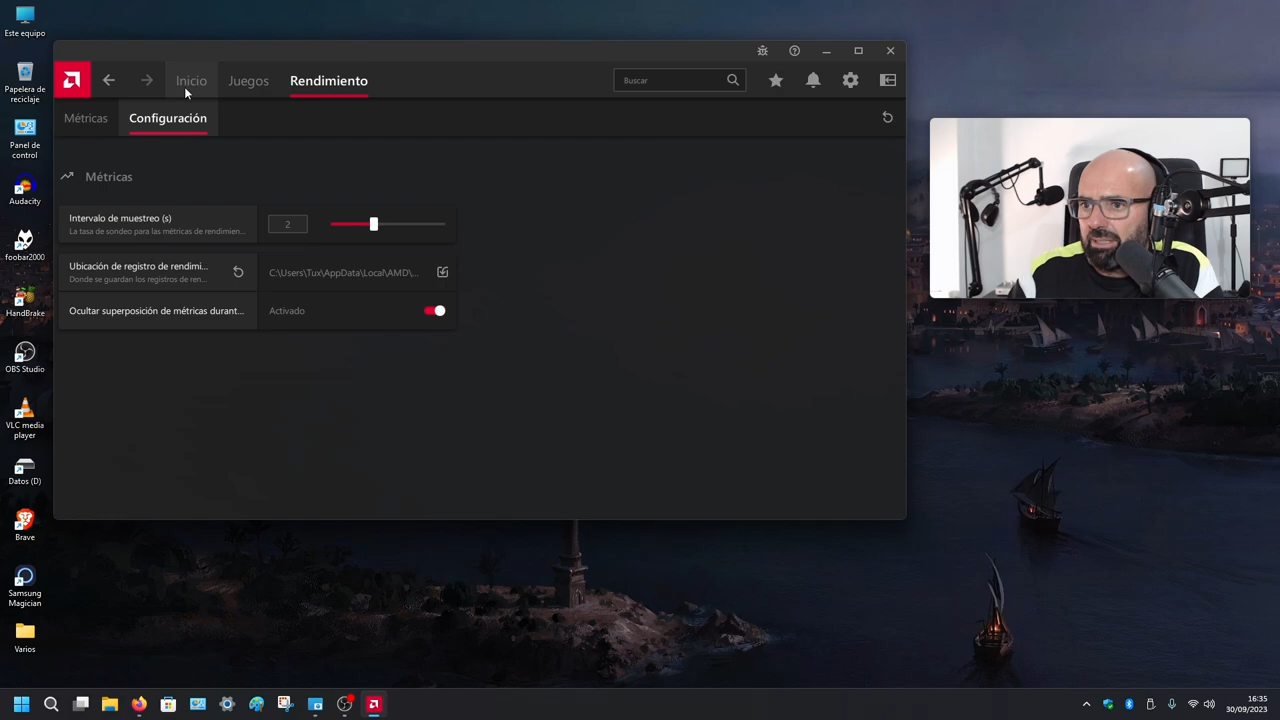 Este equipo
Papelera de
reciclaje
Panel de
control
Audacity
foobar2000
HandBrake
OBS Studio
VLC media
player
Datos (D)
Brave
Samsung
Magician
Varios
Inicio
Juegos
Rendimiento
Buscar
Métricas
Configuración
Métricas
Intervalo de muestreo (s)
La tasa de sondeo para las métricas de rendimien...
2
Ubicación de registro de rendimi...
Donde se guardan los registros de ren...
C:\Users\Tux\AppData\Local\AMD\...
Ocultar superposición de métricas durant...
Activado
16:35
30/09/2023